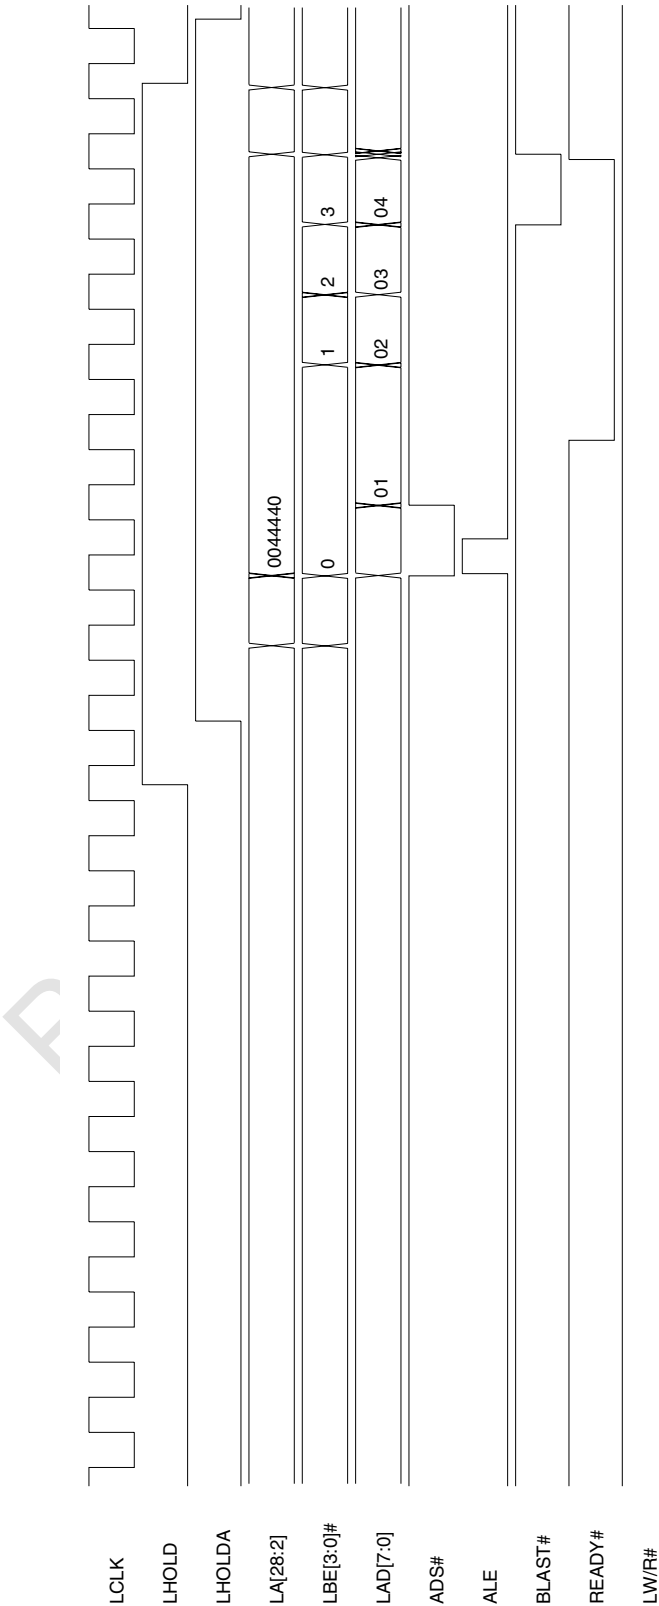 LCLK
LHOLD
LHOLDA
LA[28:2] 0044440
LBE[3:0]# 0 1 2 3
LAD[7:0] 01 02 03 04
ADS#
ALE
BLAST#
READY#
LW/R#